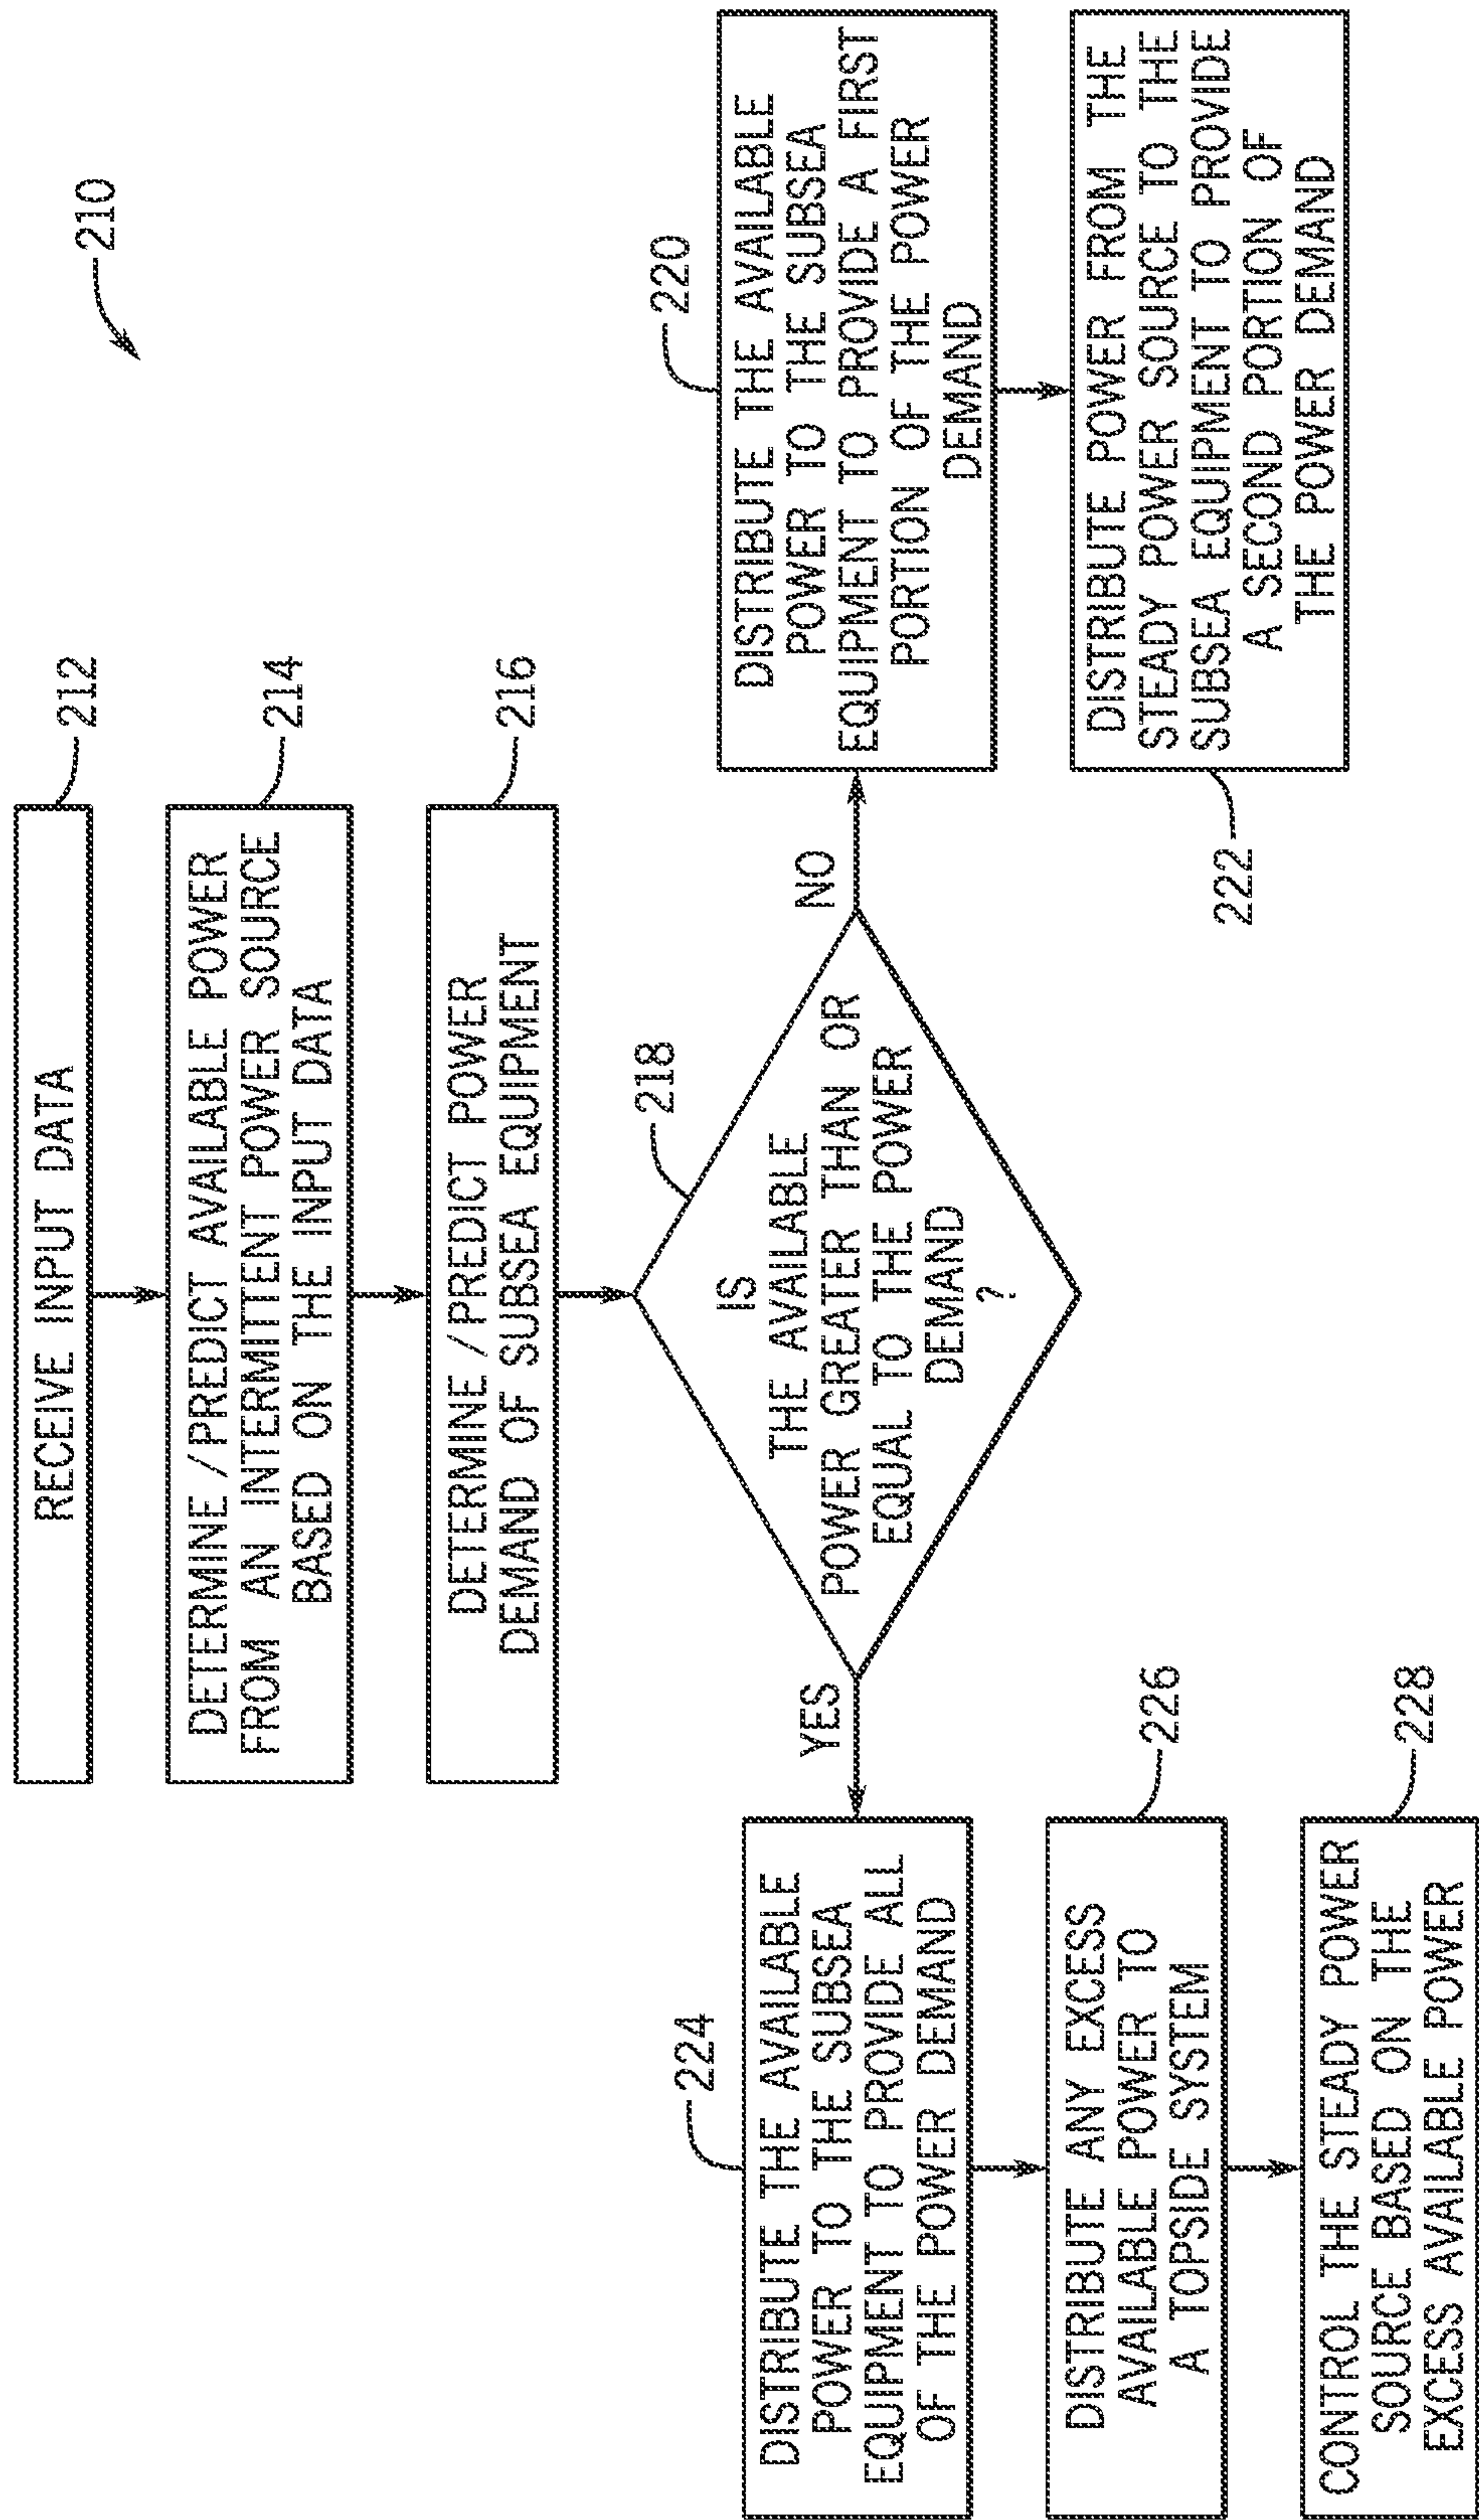 210
RECEIVE INPUT DATA
212
DETERMINE/PREDICT AVAILABLE POWER
FROM AN INTERMITTENT POWER SOURCE
BASED ON THE INPUT DATA
214
DETERMINE/PREDICT POWER
DEMAND OF SUBSEA EQUIPMENT
216
218
IS
THE AVAILABLE
POWER GREATER THAN OR
EQUAL TO THE POWER
DEMAND
?
YES
NO
224
DISTRIBUTE THE AVAILABLE
POWER TO THE SUBSEA
EQUIPMENT TO PROVIDE ALL
OF THE POWER DEMAND
DISTRIBUTE ANY EXCESS
AVAILABLE POWER TO
A TOPSIDE SYSTEM
226
CONTROL THE STEADY POWER
SOURCE BASED ON THE
EXCESS AVAILABLE POWER
228
220
DISTRIBUTE THE AVAILABLE
POWER TO THE SUBSEA
EQUIPMENT TO PROVIDE A FIRST
PORTION OF THE POWER
DEMAND
222
DISTRIBUTE POWER FROM THE
STEADY POWER SOURCE TO THE
SUBSEA EQUIPMENT TO PROVIDE
A SECOND PORTION OF
THE POWER DEMAND